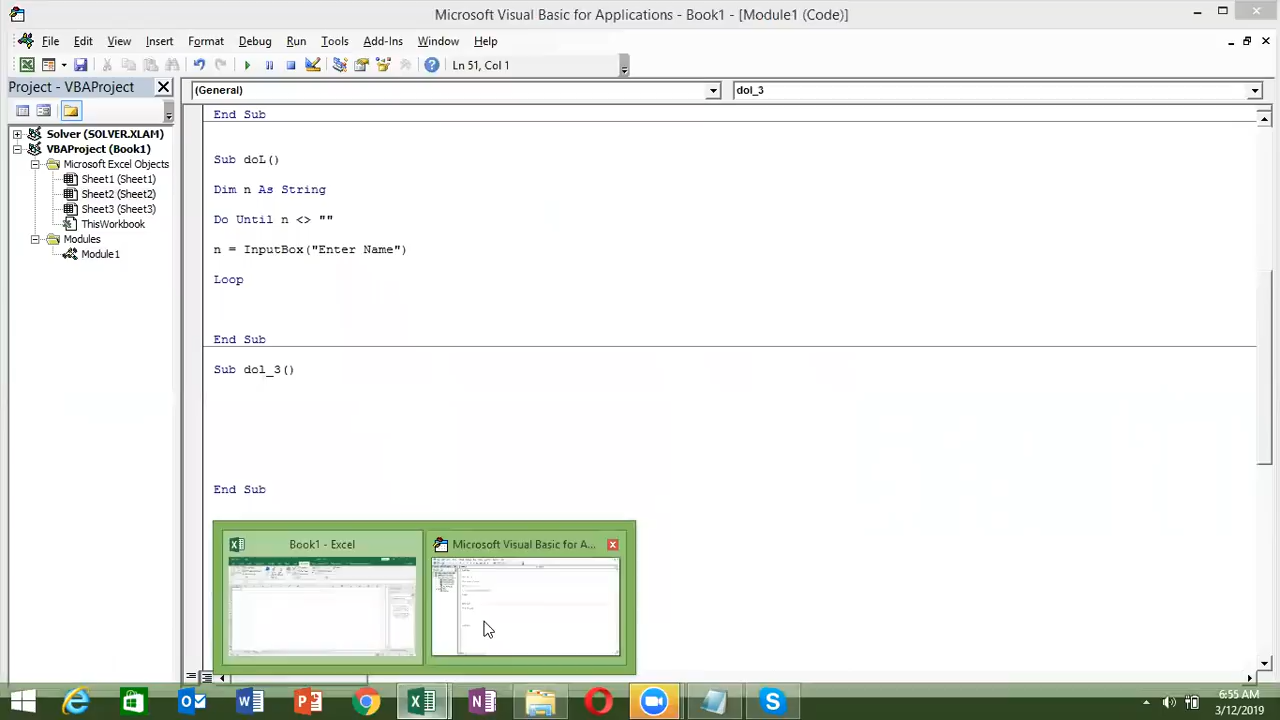 Microsoft Visual Basic for Applications - Book1 - [Module1 (Code)]
File Edit View Insert Format Debug Run Tools Add-Ins Window Help
Ln 51, Col 1
Project - VBAProject
(General)
dol_3
Solver (SOLVER.XLAM)
VBAProject (Book1)
Microsoft Excel Objects
Sheet1 (Sheet1)
Sheet2 (Sheet2)
Sheet3 (Sheet3)
ThisWorkbook
Modules
Module1
End Sub
Sub doL()
Dim n As String
Do Until n <> ""
n = InputBox("Enter Name")
Loop
End Sub
Sub dol_3()
End Sub
Book1 - Excel
Microsoft Visual Basic for A...
6:55 AM
3/12/2019